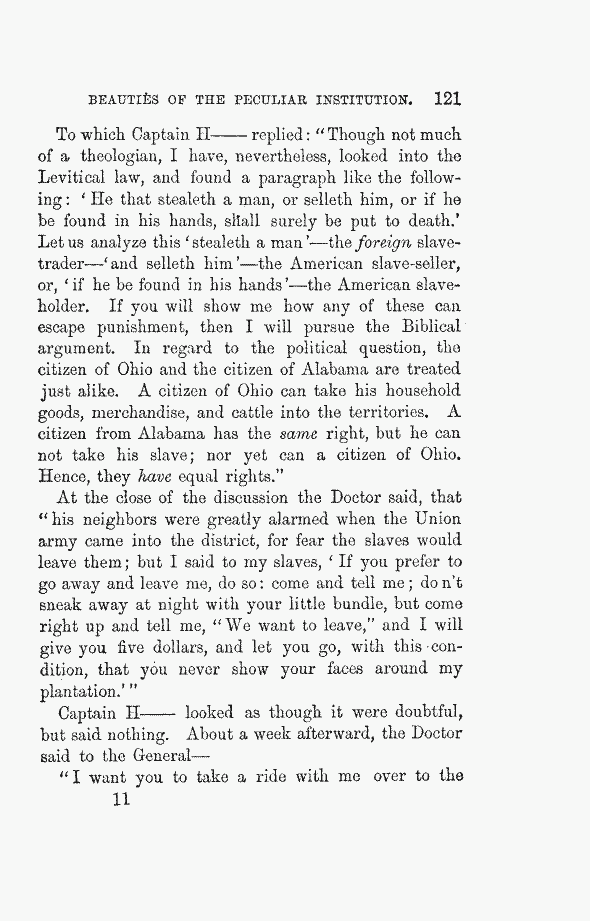 BEAUTIES OF THE PECULIAR INSTITUTION. 121
To which Captain H—— replied: “Though not much
of a theologian, I have, nevertheless, looked into the
Levitical law, and found a paragraph like the follow-
ing: ‘He that stealeth a man, or selleth him, or if he
be found in his hands, shall surely be put to death.’
Let us analyze this ‘stealeth a man’—the foreign slave-
trader—‘and selleth him’—the American slave-seller,
or, ‘if he be found in his hands’—the American slave-
holder. If you will show me how any of these can
escape punishment, then I will pursue the Biblical
argument. In regard to the political question, the
citizen of Ohio and the citizen of Alabama are treated
just alike. A citizen of Ohio can take his household
goods, merchandise, and cattle into the territories. A
citizen from Alabama has the same right, but he can
not take his slave; nor yet can a citizen of Ohio.
Hence, they have equal rights.”
At the close of the discussion the Doctor said, that
“his neighbors were greatly alarmed when the Union
army came into the district, for fear the slaves would
leave them; but I said to my slaves, ‘If you prefer to
go away and leave me, do so: come and tell me; don’t
sneak away at night with your little bundle, but come
right up and tell me, “We want to leave,” and I will
give you five dollars, and let you go, with this con-
dition, that you never show your faces around my
plantation.’”
Captain H—— looked as though it were doubtful,
but said nothing. About a week afterward, the Doctor
said to the General—
“I want you to take a ride with me over to the
11